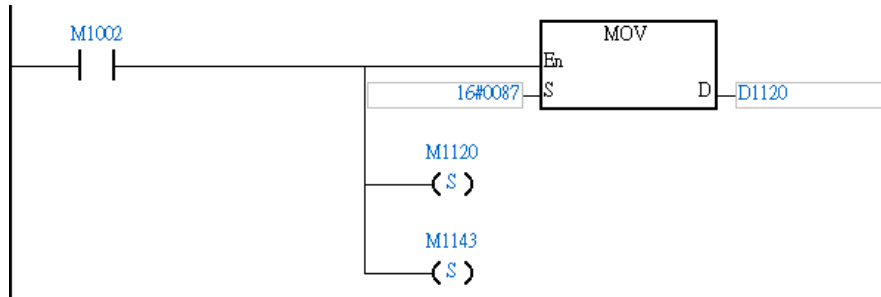 M1002
MOV
En
16#0087 S D D1120
M1120
( S )
M1143
( S )